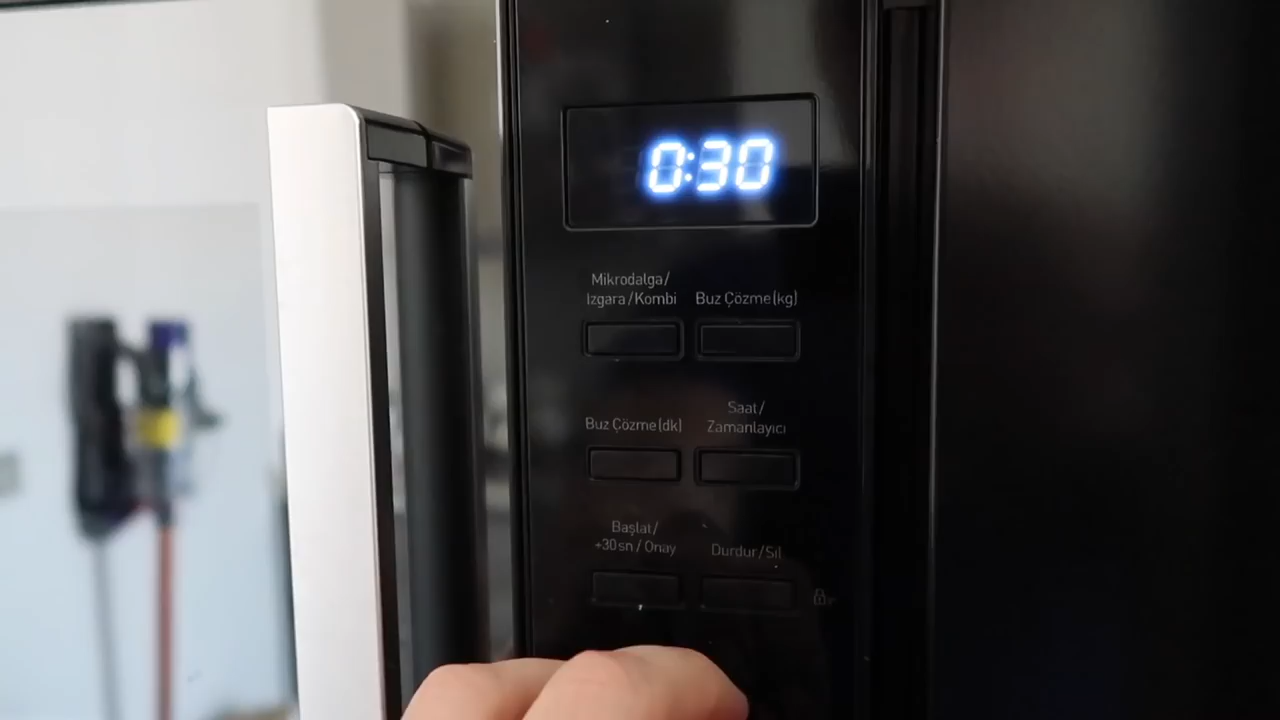 0:30
Mikrodalga/
Izgara/Kombi
Buz Çözme(kg)
Buz Çözme(dk)
Saat/
Zamanlayıcı
Başlat/
+30sn / Onay
Durdur/Sil